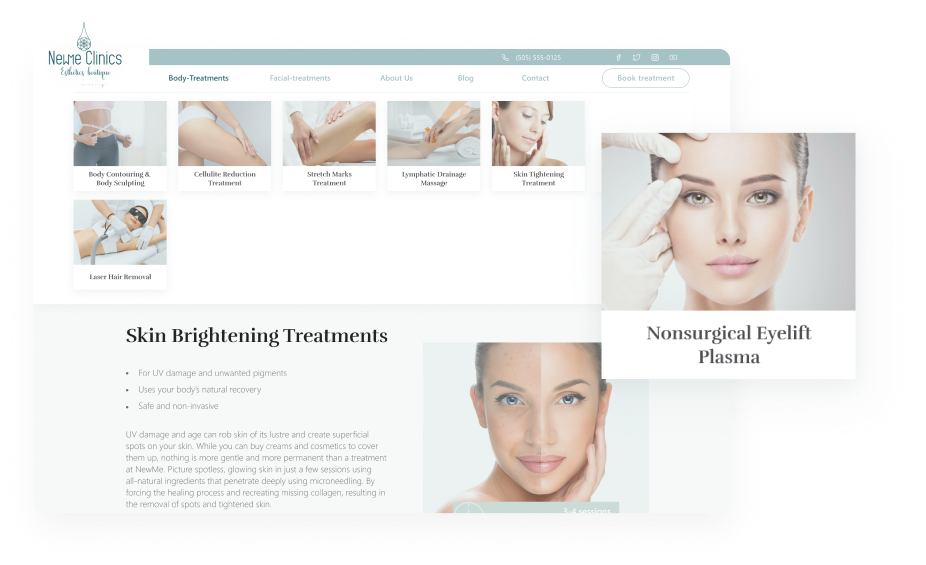 NewMe Clinics
Esthetics boutique
(505) 555-0125
Body-Treatments
Facial-treatments
About Us
Blog
Contact
Book treatment
Body Contouring &
Body Sculpting
Cellulite Reduction
Treatment
Stretch Marks
Treatment
Lymphatic Drainage
Massage
Skin Tightening
Treatment
Laser Hair Removal
Nonsurgical Eyelift
Plasma
Skin Brightening Treatments
• For UV damage and unwanted pigments
• Uses your body's natural recovery
• Safe and non-invasive
UV damage and age can rob skin of its lustre and create superficial
spots on your skin. While you can buy creams and cosmetics to cover
them up, nothing is more gentle and more permanent than a treatment
at NewMe. Picture spotless, glowing skin in just a few sessions using
all-natural ingredients that penetrate deeply using microneedling. By
forcing the healing process and recreating missing collagen, resulting in
the removal of spots and tightened skin.
3-4 sessions